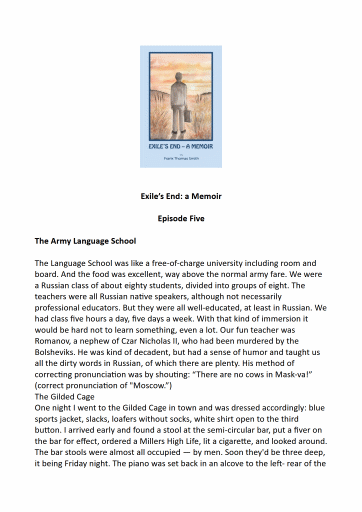 EXILE'S END – A MEMOIR
Exile's End: a Memoir
Episode Five
The Army Language School
The Language School was like a free-of-charge university including room and
board. And the food was excellent, way above the normal army fare. We were
a Russian class of about eighty students, divided into groups of eight. The
teachers were all Russian native speakers, although not necessarily
professional educators. But they were all well-educated, at least in Russian. We
had class five hours a day, five days a week. With that kind of immersion it
would be hard not to learn something, even a lot. Our fun teacher was
Romanov, a nephew of Czar Nicholas II, who had been murdered by the
Bolsheviks. He was kind of decadent, but had a sense of humor and taught us
all the dirty words in Russian, of which there are plenty. His method of
correcting pronunciation was by shouting: "There are no cows in Mask-va!"
(correct pronunciation of "Moscow.")
The Gilded Cage
One night I went to the Gilded Cage in town and was dressed accordingly: blue
sports jacket, slacks, loafers without socks, white shirt open to the third
button. I arrived early and found a stool at the semi-circular bar, put a fiver on
the bar for effect, ordered a Millers High Life, lit a cigarette, and looked around.
The bar stools were almost all occupied — by men. Soon they'd be three deep,
it being Friday night. The piano was set back in an alcove to the left- rear of the